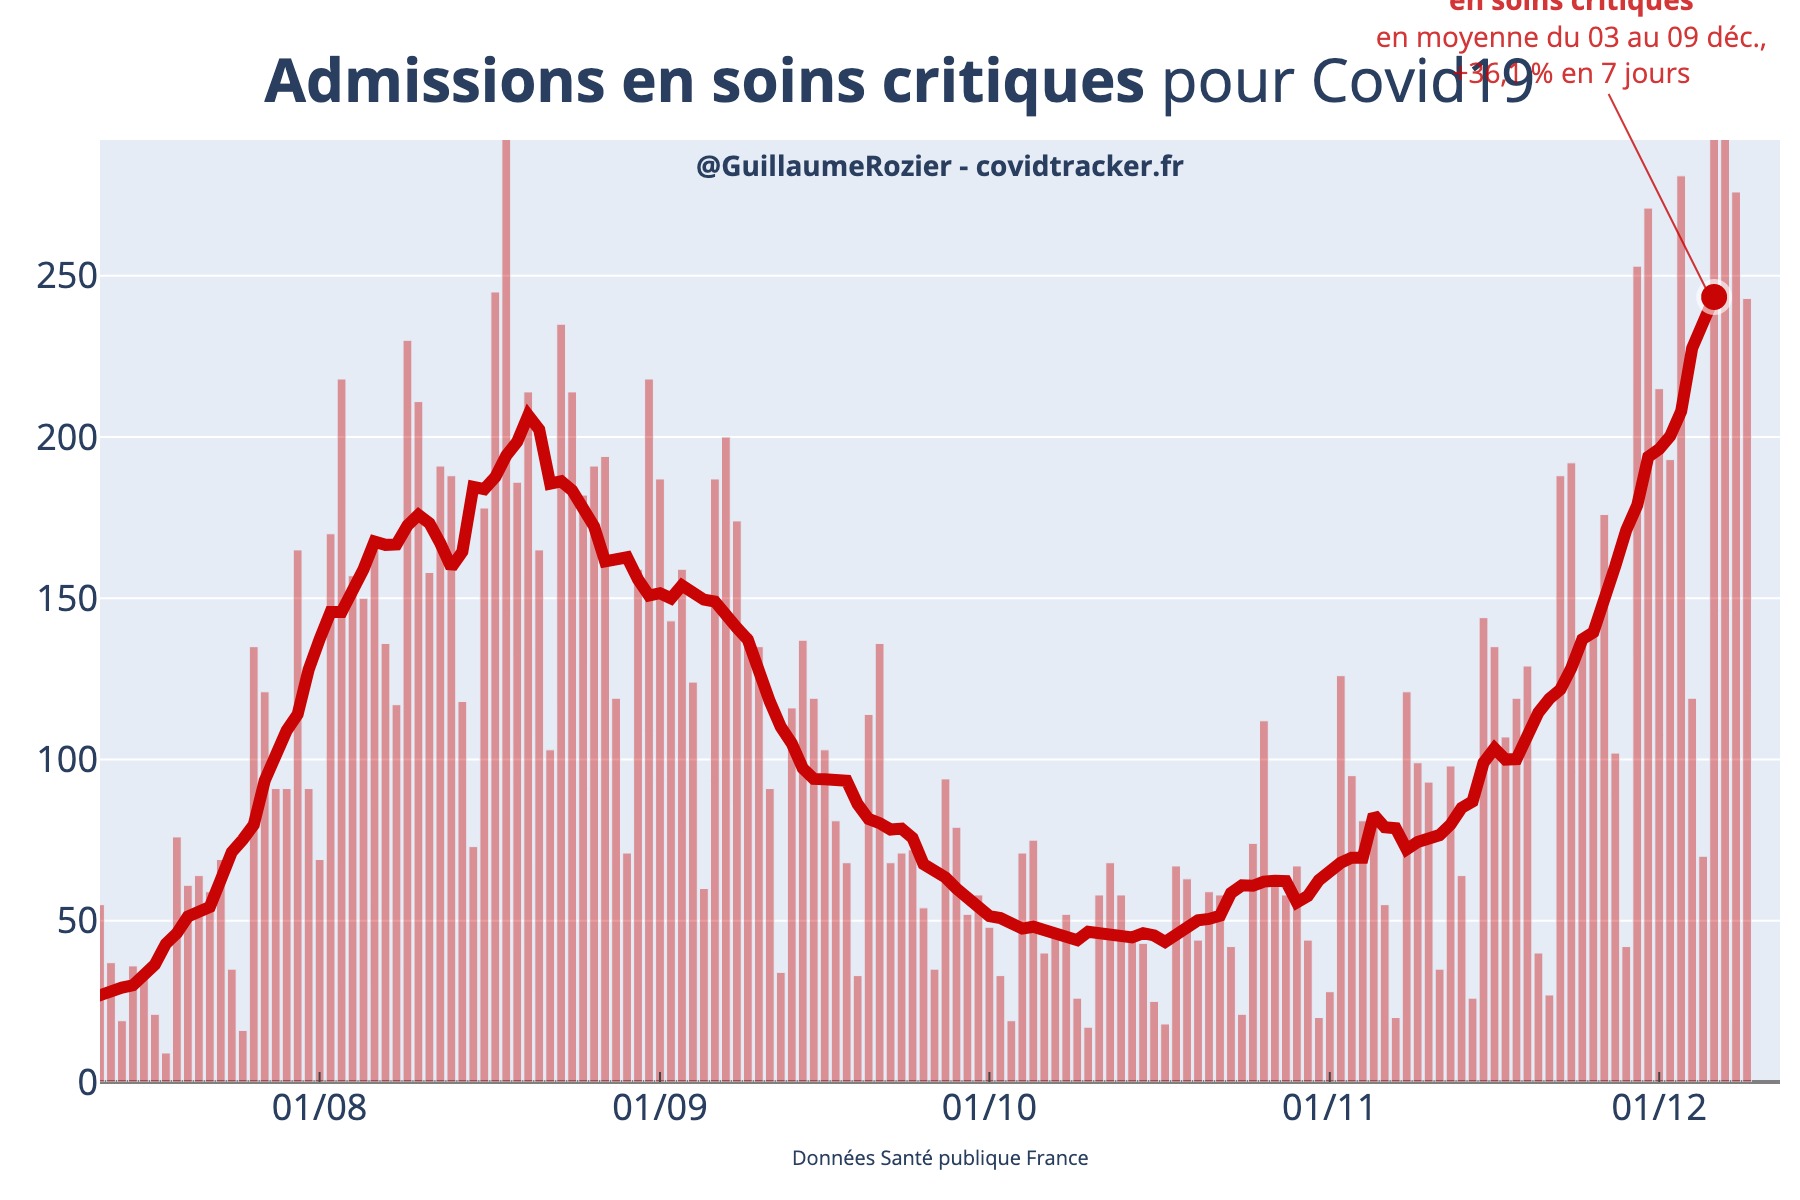 en soins critiques
en moyenne du 03 au 09 déc.,
+36,1 % en 7 jours
Admissions en soins critiques pour Covid19
@GuillaumeRozier - covidtracker.fr
250
200
150
100
50
0
01/08
01/09
01/10
01/11
01/12
Données Santé publique France